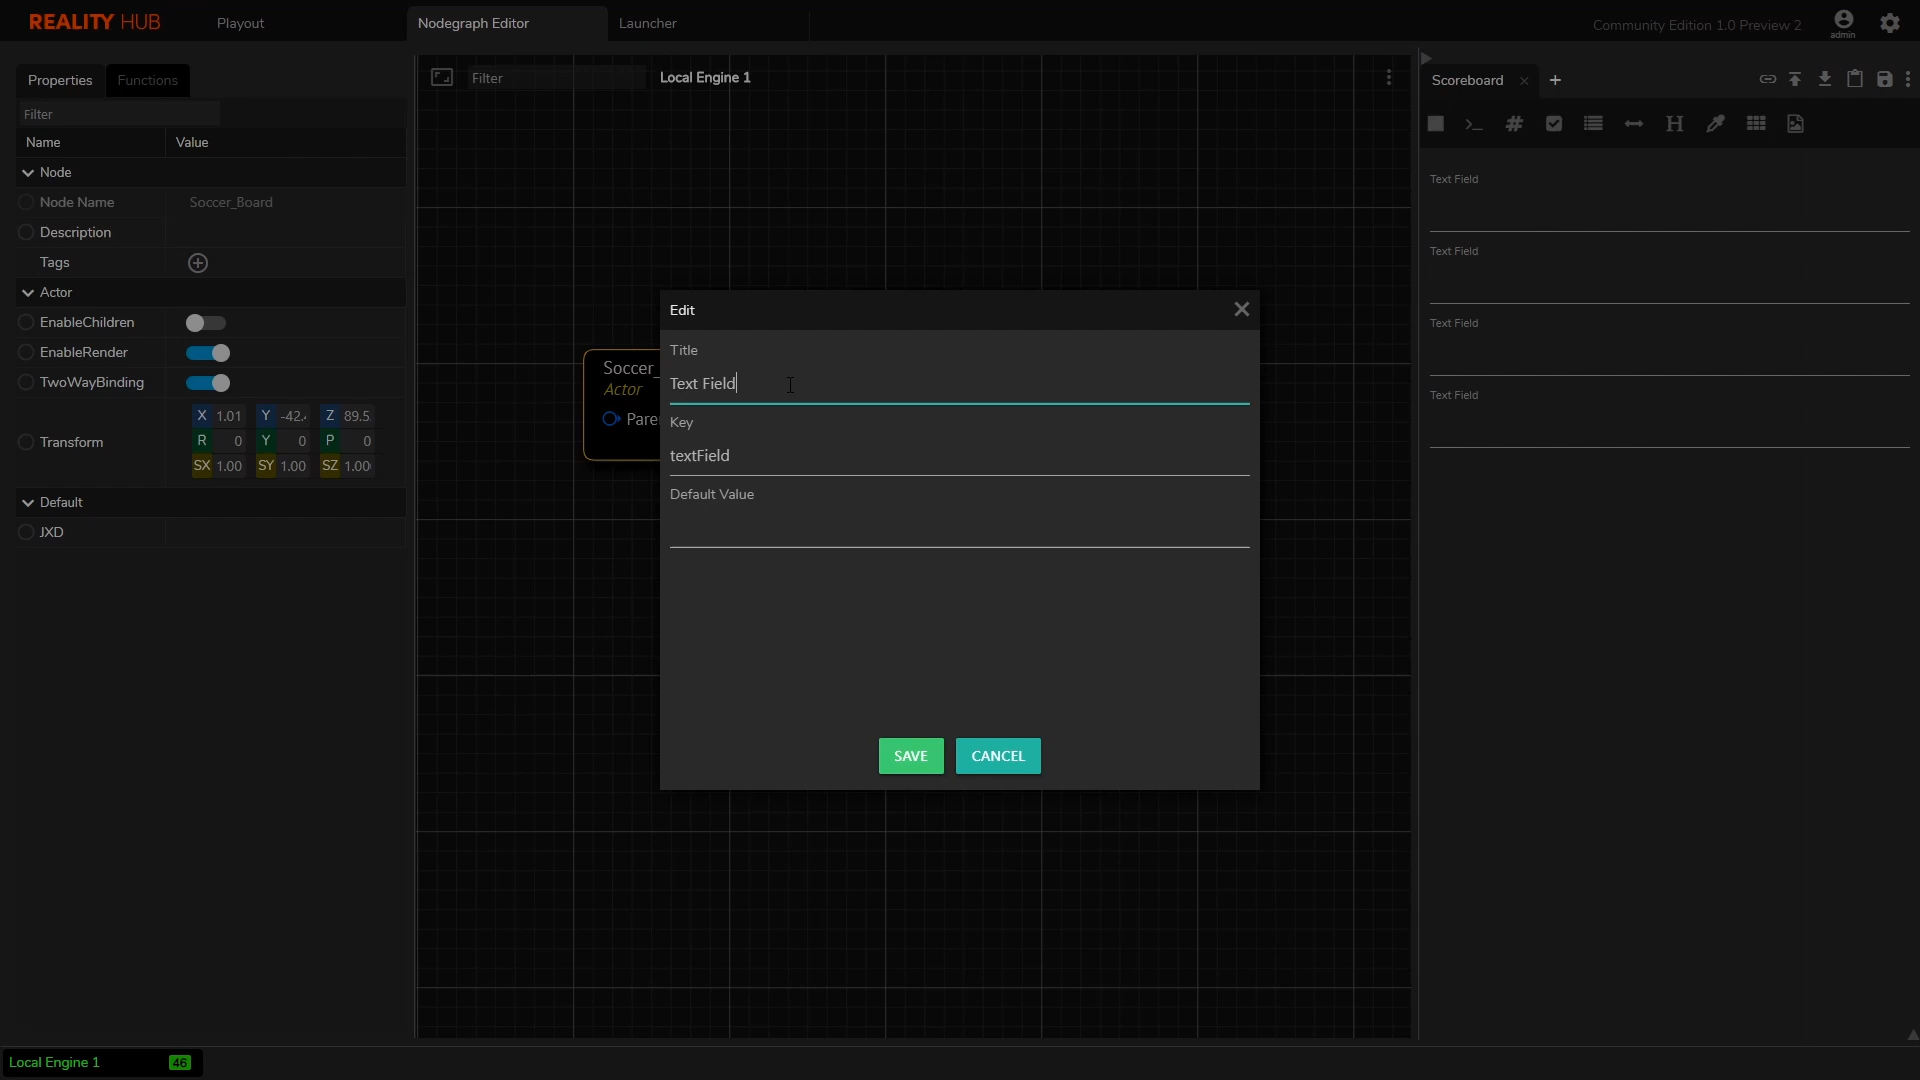 REALITY HUB
Playout
Nodegraph Editor
Launcher
Community Edition 1.0 Preview 2
admin
Properties
Functions
Filter
Name
Value
Node
Node Name
Soccer_Board
Description
Tags
Actor
EnableChildren
EnableRender
TwoWayBinding
Transform
X 1.01 Y -42. Z 89.5
R 0 Y 0 P 0
SX 1.00 SY 1.00 SZ 1.00
Default
JXD
Filter
Local Engine 1
Soccer_
Actor
Pare
Edit
Title
Text Field
Key
textField
Default Value
SAVE
CANCEL
Scoreboard
Text Field
Text Field
Text Field
Text Field
Local Engine 1
46